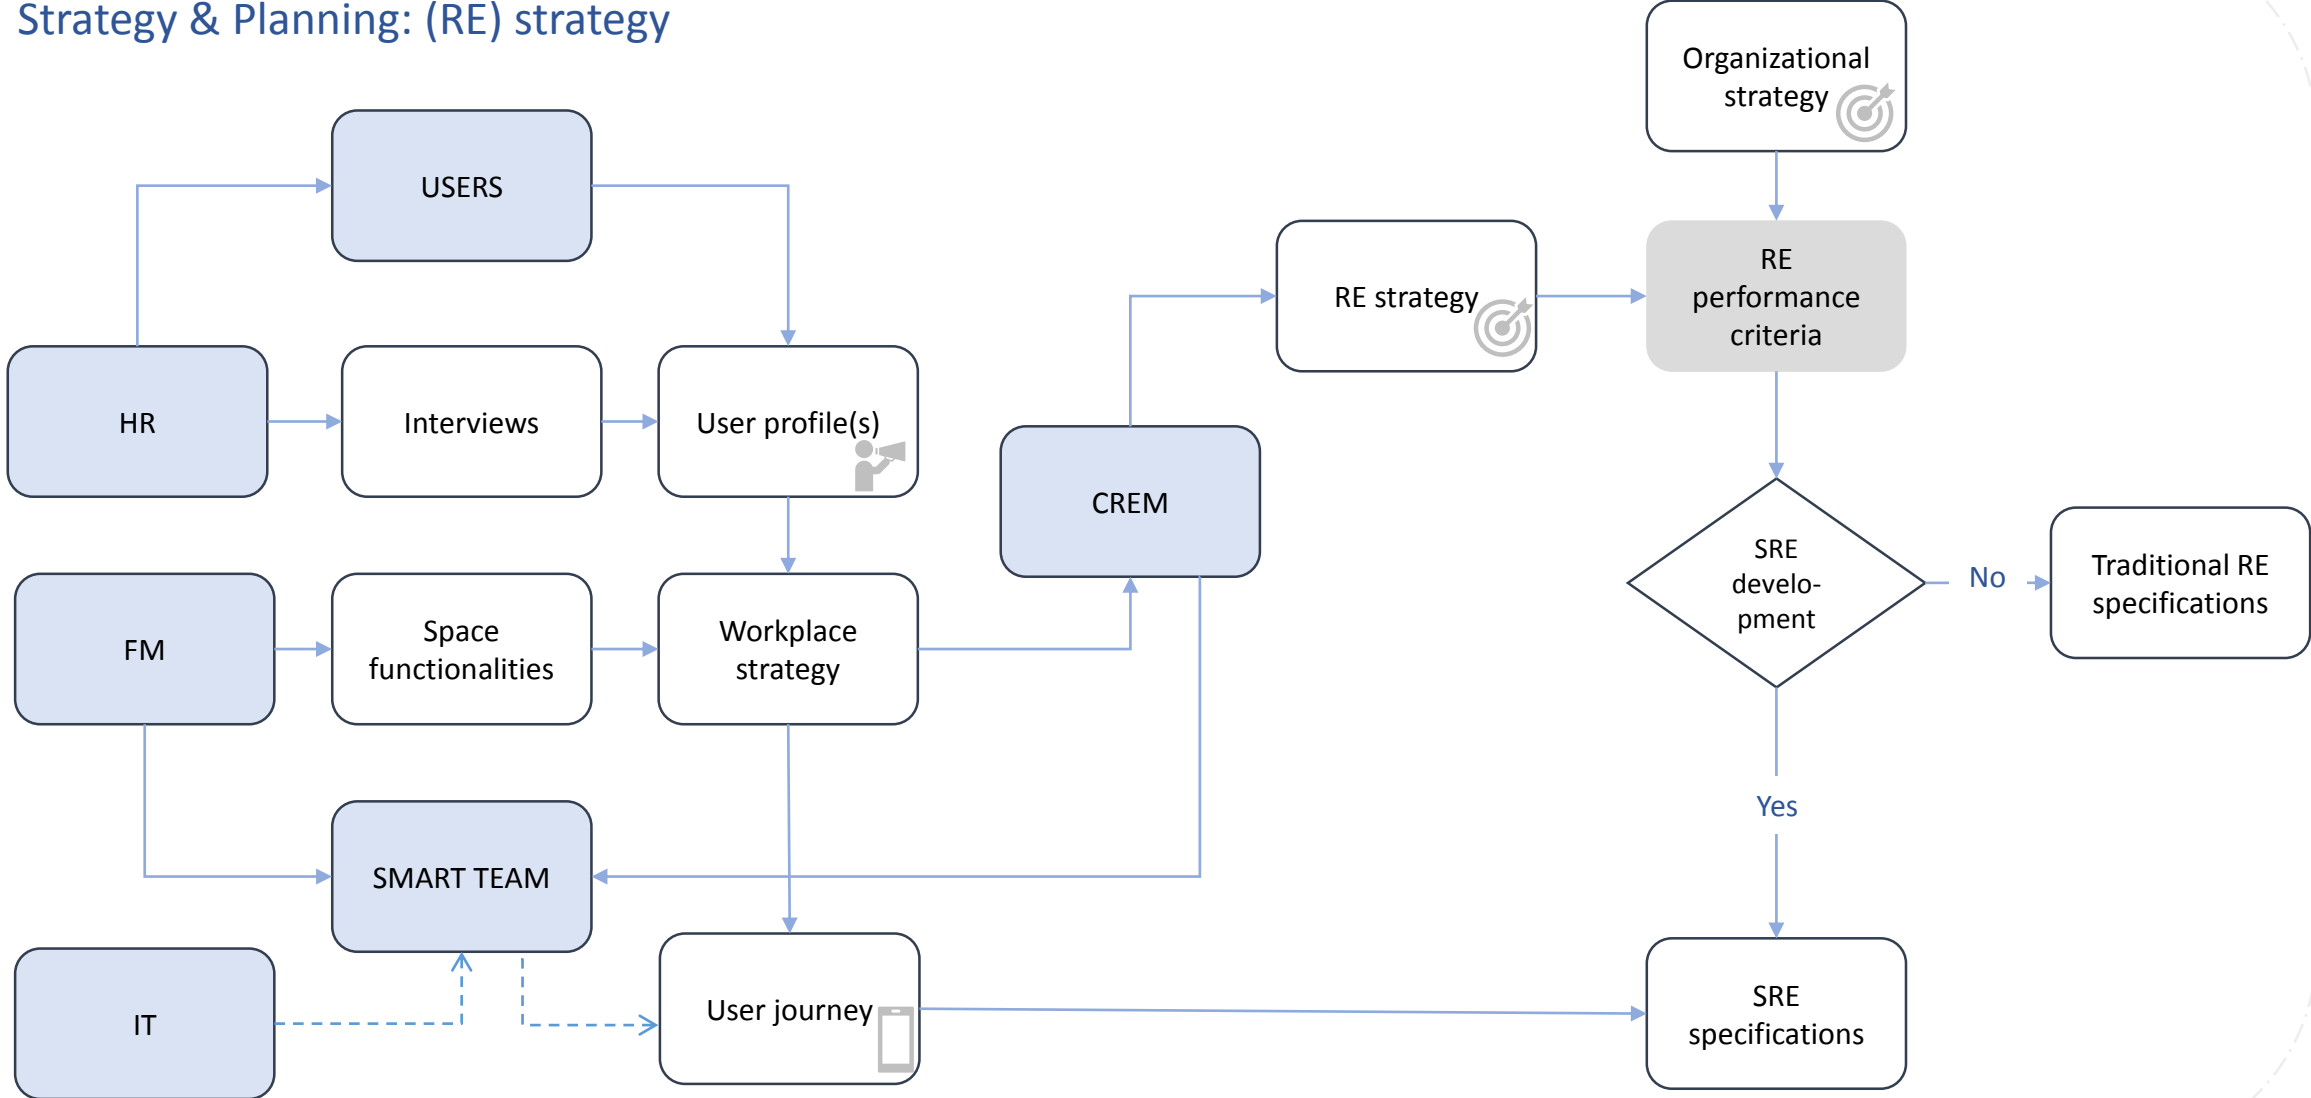 Strategy & Planning: (RE) strategy
Organizational
strategy
USERS
RE strategy
RE
performance
criteria
HR
Interviews
User profile(s)
CREM
SRE
develo-
pment
No
Traditional RE
specifications
FM
Space
functionalities
Workplace
strategy
Yes
SMART TEAM
IT
User journey
SRE
specifications